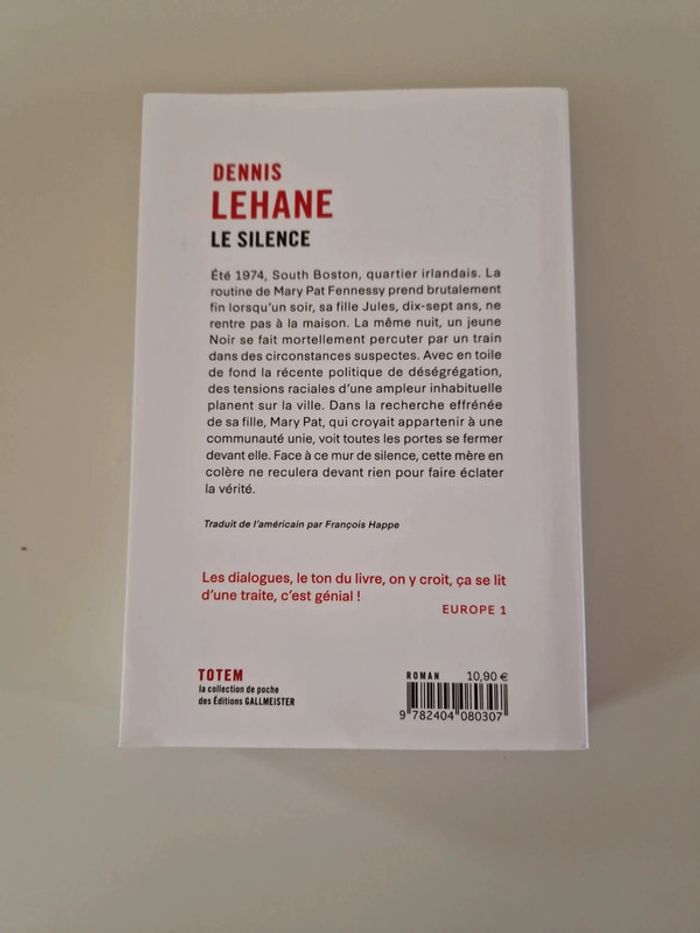 DENNIS
LEHANE
LE SILENCE
Été 1974, South Boston, quartier irlandais. La
routine de Mary Pat Fennessy prend brutalement
fin lorsqu'un soir, sa fille Jules, dix-sept ans, ne
rentre pas à la maison. La même nuit, un jeune
Noir se fait mortellement percuter par un train
dans des circonstances suspectes. Avec en toile
de fond la récente politique de déségrégation,
des tensions raciales d'une ampleur inhabituelle
planent sur la ville. Dans la recherche effrénée
de sa fille, Mary Pat, qui croyait appartenir à une
communauté unie, voit toutes les portes se fermer
devant elle. Face à ce mur de silence, cette mère en
colère ne reculera devant rien pour faire éclater
la vérité.
Traduit de l'américain par François Happe
Les dialogues, le ton du livre, on y croit, ça se lit
d'une traite, c'est génial !
EUROPE 1
TOTEM
la collection de poche
des Éditions GALLMEISTER
ROMAN 10,90 €
9 782404 080307